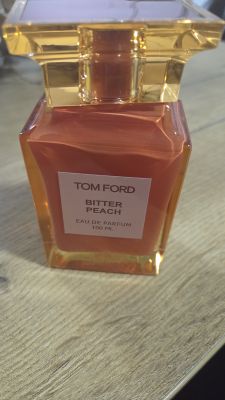 TOM FORD
BITTER
PEACH
EAU DE PARFUM
100 ML